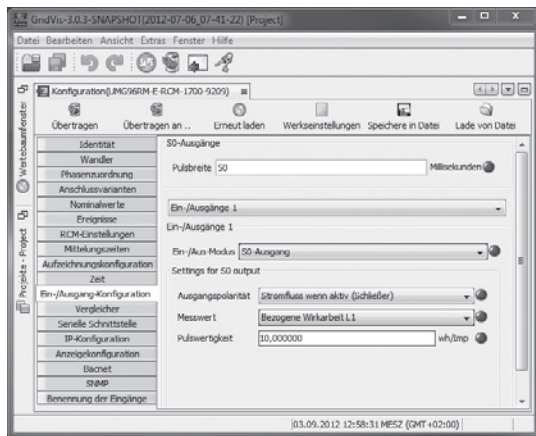 GridVis-3.0.3-SNAPSHOT(2012-07-06_07-41-22) [Project]
Datei Bearbeiten Ansicht Extras Fenster Hilfe
Konfiguration[UMG96RM-E-RCM-1700-9209)
Übertragen Übertragen an .. Erneut laden Werkseinstellungen Speichere in Datei Lade von Datei
Wertebaumfenster
Projekte - Project
Identität
Wandler
Phasenzuordnung
Anschlussvarianten
Nominalwerte
Ereignisse
RCM-Einstellungen
Mittelungszeiten
Aufzeichnungskonfiguration
Zeit
Ein-/Ausgang-Konfiguration
Vergleicher
Serielle Schnittstelle
IP-Konfiguration
Anzeigekonfiguration
Bacnet
SNMP
Benennung der Eingänge
S0-Ausgänge
Pulsbreite 50 Millisekunden
Ein-/Ausgänge 1
Ein-/Ausgänge 1
Ein-/Aus-Modus S0-Ausgang
Settings for S0 output
Ausgangspolarität Stromfluss wenn aktiv (Schließer)
Messwert Bezogene Wirkarbeit L1
Pulswertigkeit 10,000000 wh/Imp
03.09.2012 12:58:31 MESZ (GMT+02:00)